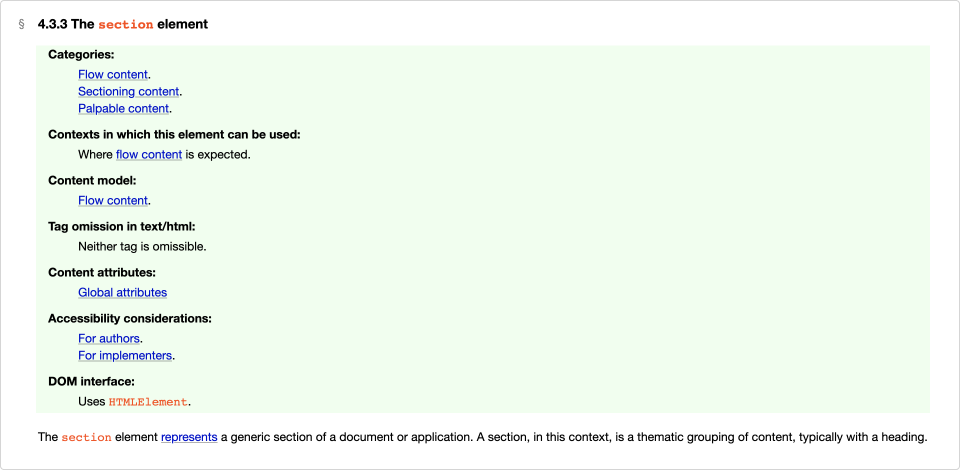 § 4.3.3 The section element
Categories:
Flow content.
Sectioning content.
Palpable content.
Contexts in which this element can be used:
Where flow content is expected.
Content model:
Flow content.
Tag omission in text/html:
Neither tag is omissible.
Content attributes:
Global attributes
Accessibility considerations:
For authors.
For implementers.
DOM interface:
Uses HTMLElement.
The section element represents a generic section of a document or application. A section, in this context, is a thematic grouping of content, typically with a heading.